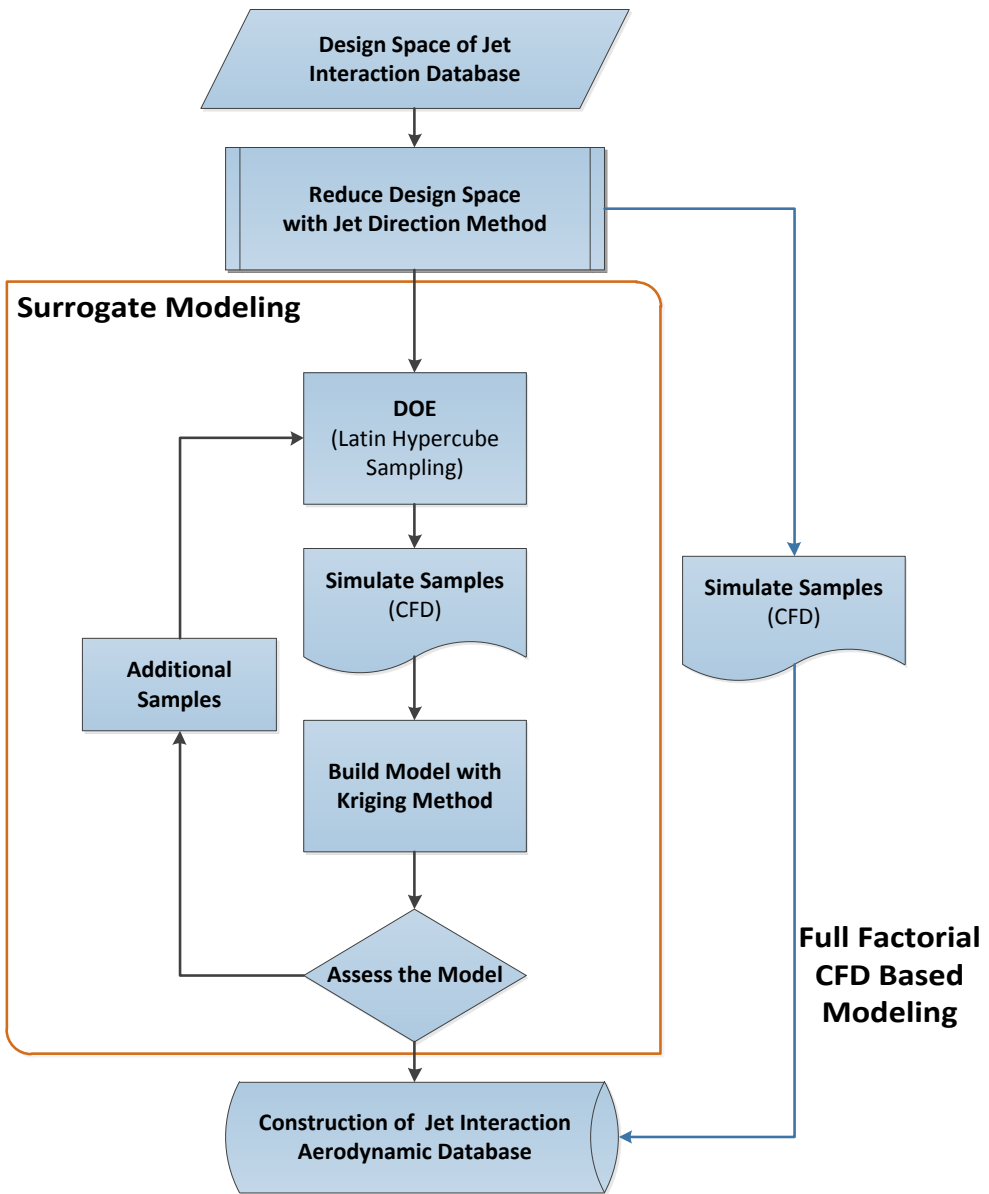 Design Space of Jet
Interaction Database
Reduce Design Space
with Jet Direction Method
Surrogate Modeling
DOE
(Latin Hypercube
Sampling)
Simulate Samples
(CFD)
Simulate Samples
(CFD)
Additional
Samples
Build Model with
Kriging Method
Assess the Model
Full Factorial
CFD Based
Modeling
Construction of Jet Interaction
Aerodynamic Database